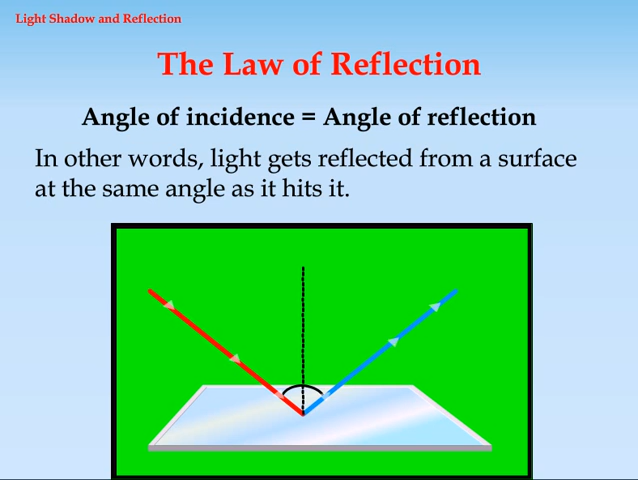 Light Shadow and Reflection
The Law of Reflection
Angle of incidence = Angle of reflection
In other words, light gets reflected from a surface
at the same angle as it hits it.